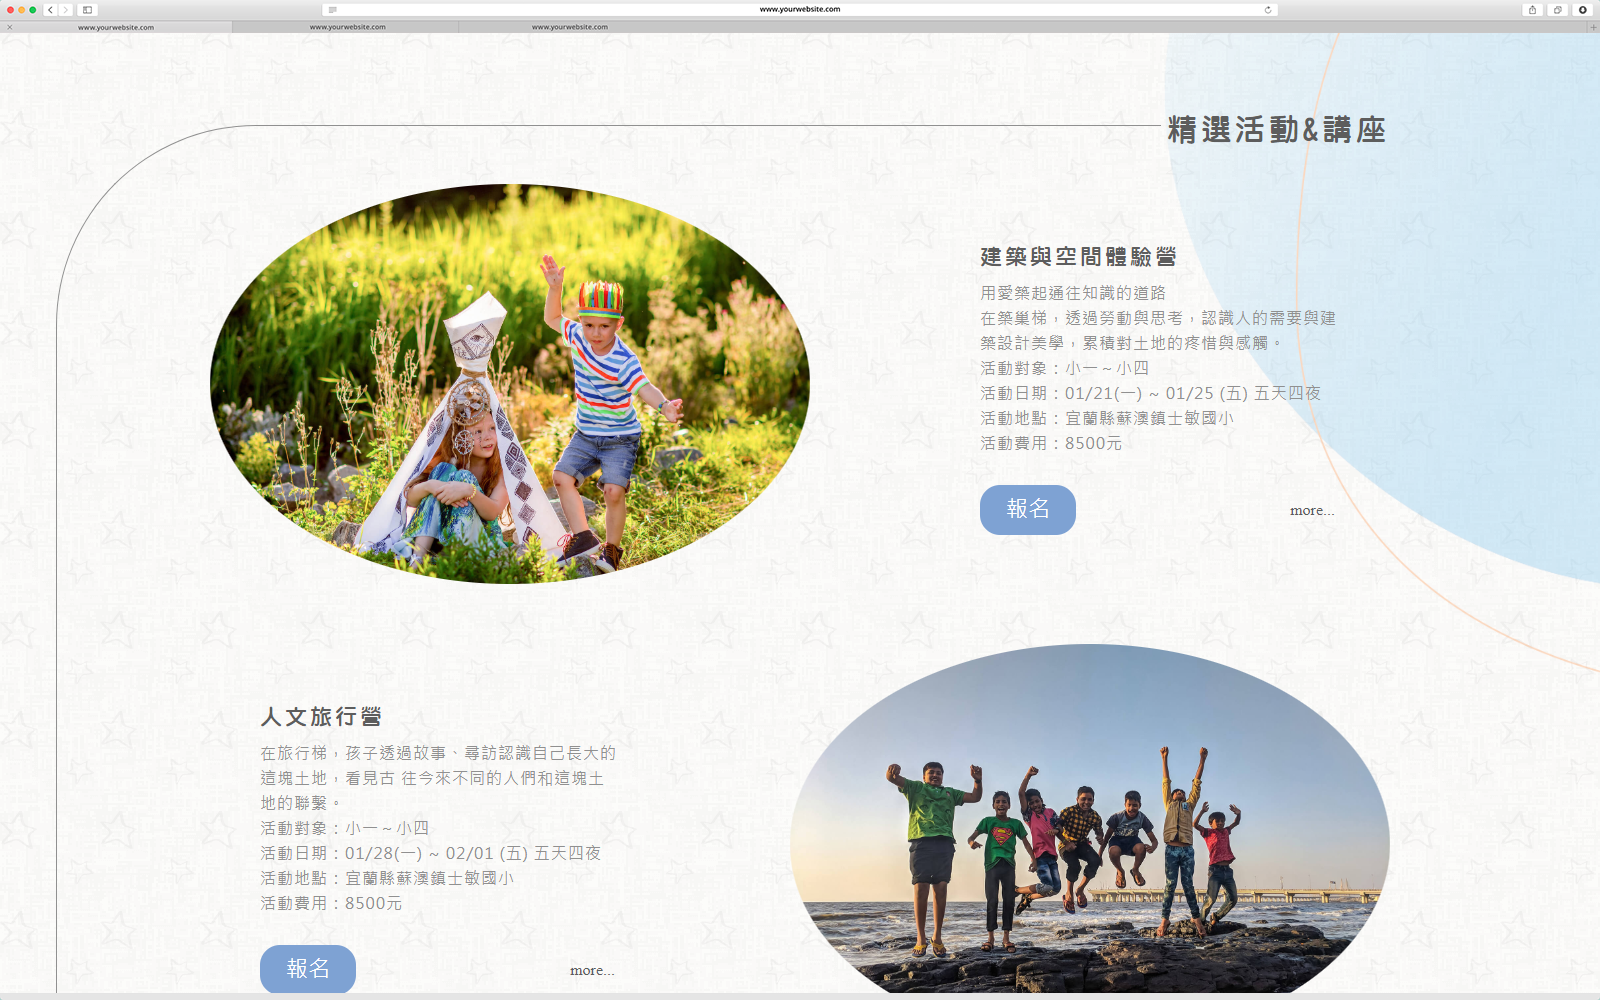 www.yourwebsite.com
www.yourwebsite.com
www.yourwebsite.com
www.yourwebsite.com
精選活動&講座
建築與空間體驗營
用愛築起通往知識的道路
在築巢梯，透過勞動與思考，認識人的需要與建
築設計美學，累積對土地的疼惜與感觸。
活動對象：小一～小四
活動日期：01/21(一) ~ 01/25 (五) 五天四夜
活動地點：宜蘭縣蘇澳鎮士敏國小
活動費用：8500元
報名
more...
人文旅行營
在旅行梯，孩子透過故事、尋訪認識自己長大的
這塊土地，看見古 往今來不同的人們和這塊土
地的聯繫。
活動對象：小一～小四
活動日期：01/28(一) ~ 02/01 (五) 五天四夜
活動地點：宜蘭縣蘇澳鎮士敏國小
活動費用：8500元
報名
more...